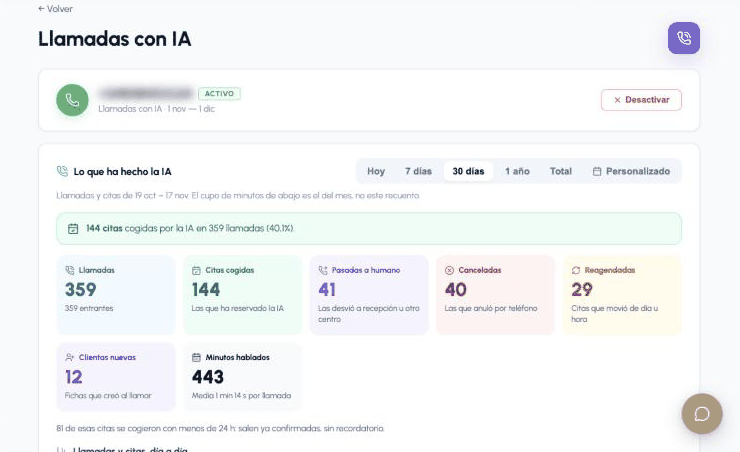 ← Volver
Llamadas con IA
ACTIVO
Llamadas con IA · 1 nov — 1 dic
× Desactivar
Lo que ha hecho la IA
Hoy 7 días 30 días 1 año Total Personalizado
Llamadas y citas de 19 oct – 17 nov. El cupo de minutos de abajo es el del mes, no este recuento.
144 citas cogidas por la IA en 359 llamadas (40,1%).
Llamadas
359
359 entrantes
Citas cogidas
144
Las que ha reservado la IA
Pasadas a humano
41
Las desvió a recepción u otro
centro
Canceladas
40
Las que anuló por teléfono
Reagendadas
29
Citas que movió de día u
hora
Clientas nuevas
12
Fichas que creó al llamar
Minutos hablados
443
Media 1 min 14 s por llamada
81 de esas citas se cogieron con menos de 24 h: salen ya confirmadas, sin recordatorio.
Llamadas y citas, día a día